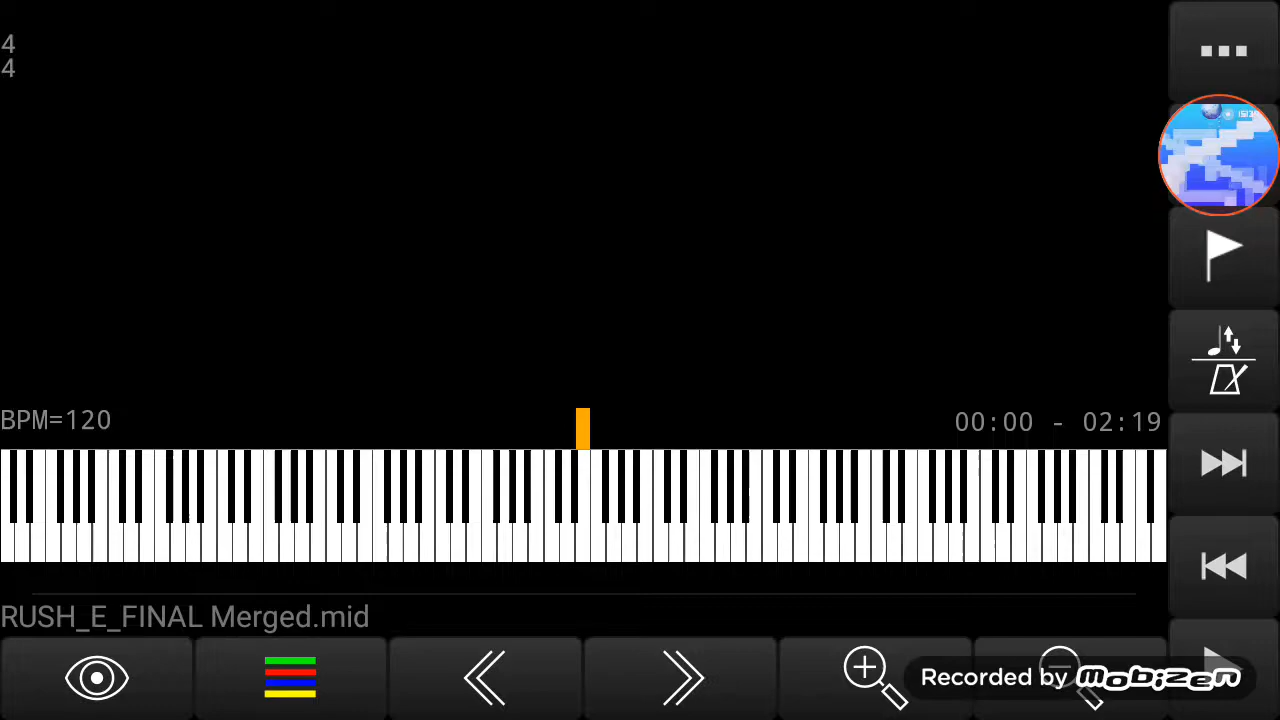 4
4
BPM=120
00:00 - 02:19
RUSH_E_FINAL Merged.mid
Recorded by mobizen